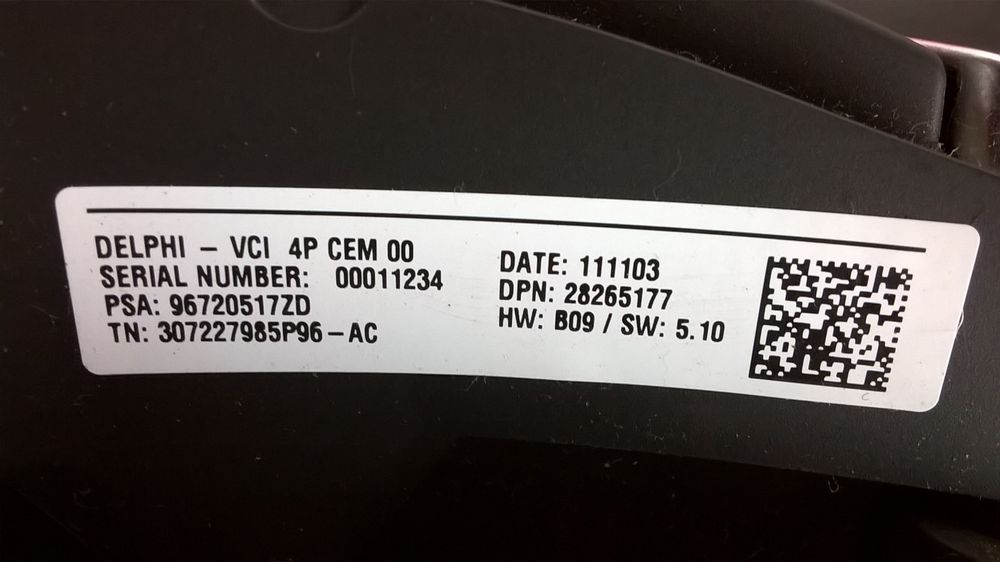 DELPHI - VCI 4P CEM 00
SERIAL NUMBER: 00011234
PSA: 96720517ZD
TN: 307227985P96-AC
DATE: 111103
DPN: 28265177
HW: B09 / SW: 5.10